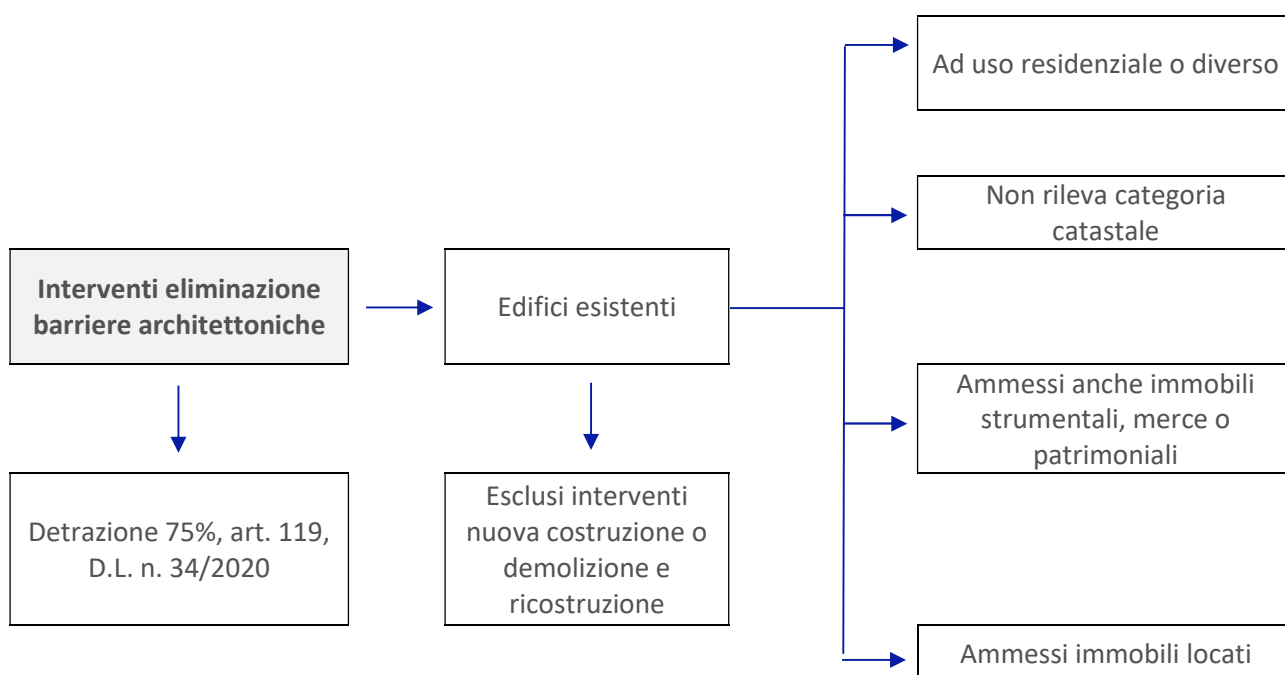 Ad uso residenziale o diverso
Non rileva categoria
catastale
Interventi eliminazione
barriere architettoniche
Edifici esistenti
Ammessi anche immobili
strumentali, merce o
patrimoniali
Detrazione 75%, art. 119,
D.L. n. 34/2020
Esclusi interventi
nuova costruzione o
demolizione e
ricostruzione
Ammessi immobili locati